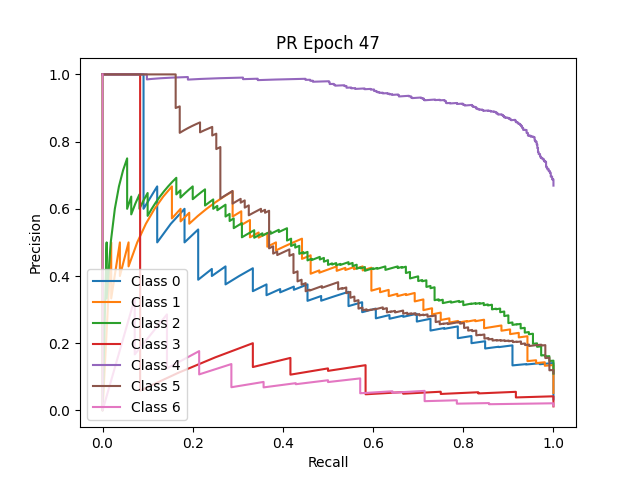 PR Epoch 47
Precision
1.0
0.8
0.6
0.4
0.2
0.0
Class 0
Class 1
Class 2
Class 3
Class 4
Class 5
Class 6
0.0 0.2 0.4 0.6 0.8 1.0
Recall